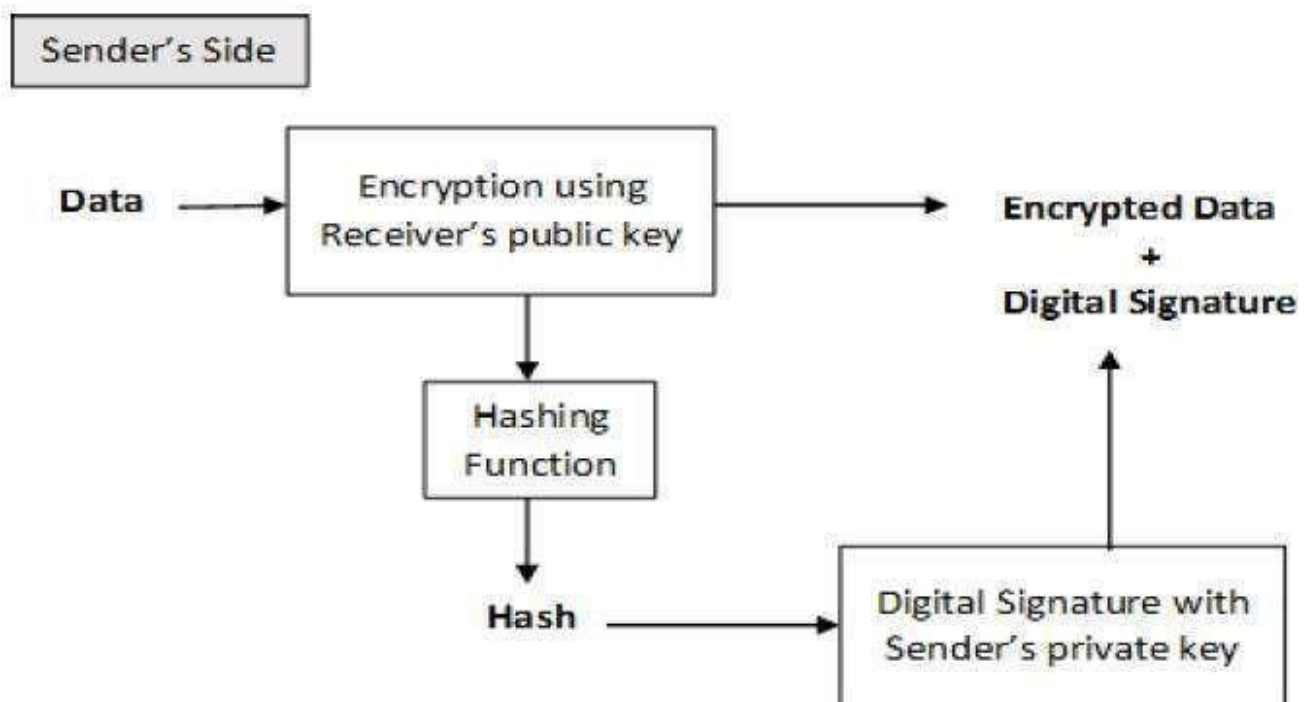 Sender’s Side
Data
Encryption using
Receiver’s public key
Encrypted Data
+
Digital Signature
Hashing
Function
Hash
Digital Signature with
Sender’s private key